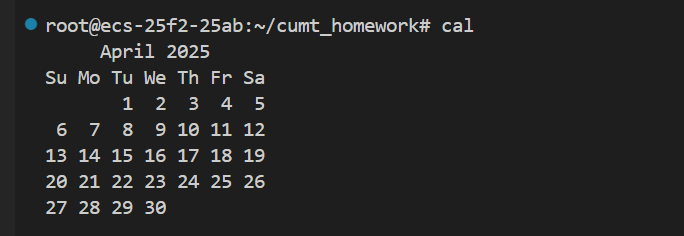 root@ecs-25f2-25ab:~/cumt_homework# cal
     April 2025
Su Mo Tu We Th Fr Sa
       1  2  3  4  5
 6  7  8  9 10 11 12
13 14 15 16 17 18 19
20 21 22 23 24 25 26
27 28 29 30